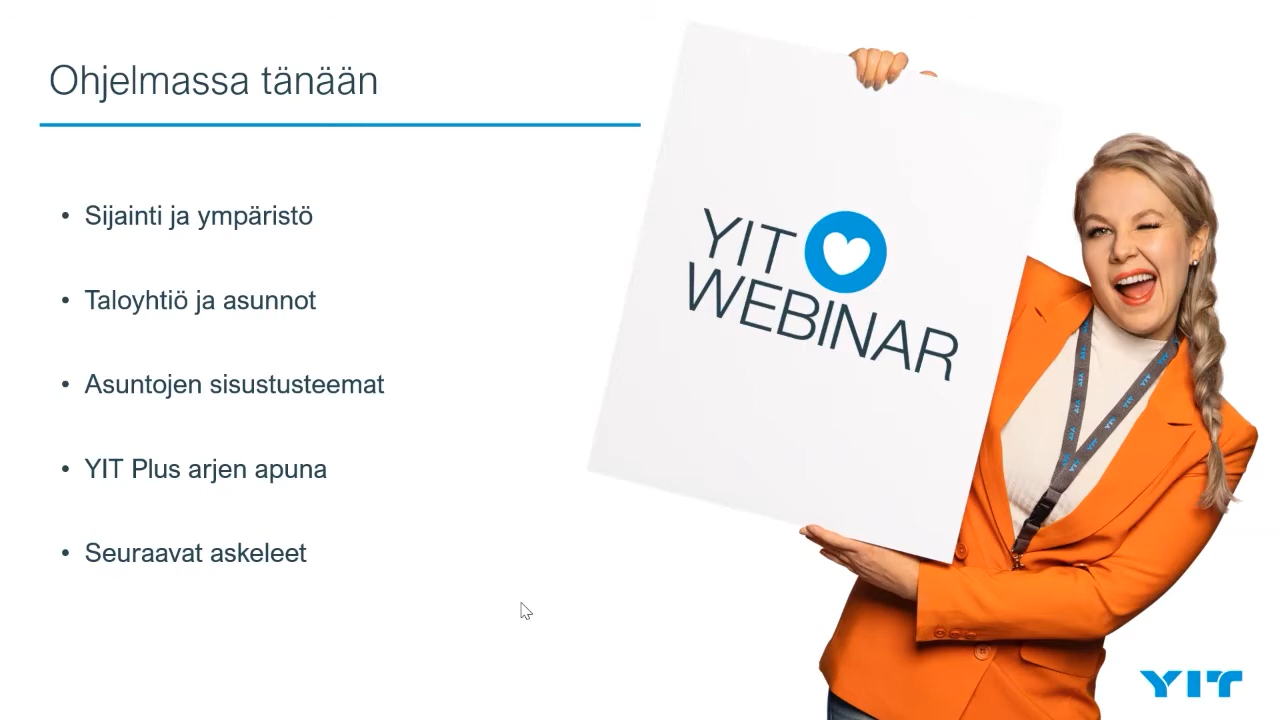 Ohjelmassa tänään
• Sijainti ja ympäristö
• Taloyhtiö ja asunnot
• Asuntojen sisustusteemat
• YIT Plus arjen apuna
• Seuraavat askeleet
YIT
WEBINAR
YIT